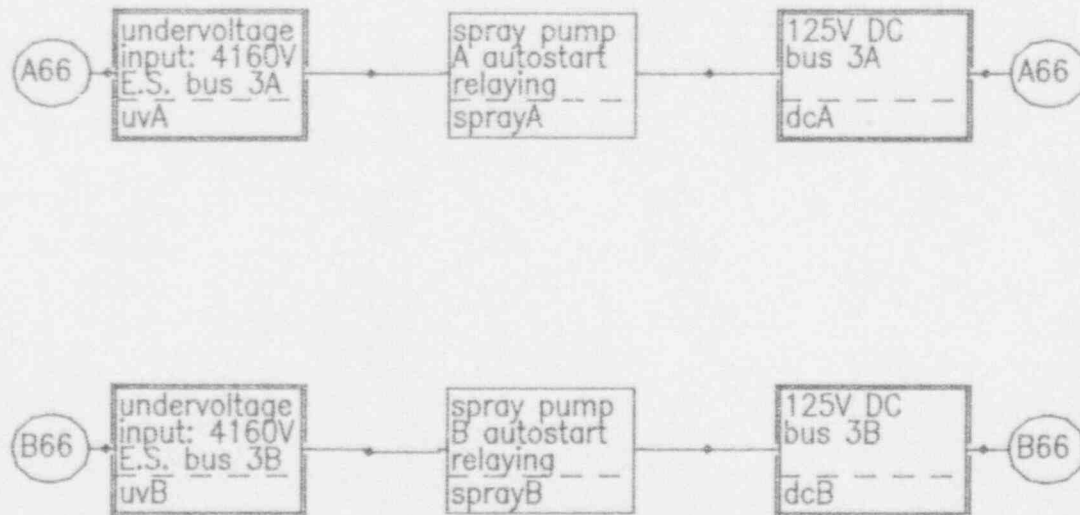 A66
undervoltage
input: 4160V
E.S. bus 3A
uvA
spray pump
A autostart
relaying
sprayA
125V DC
bus 3A
dcA
A66
B66
undervoltage
input: 4160V
E.S. bus 3B
uvB
spray pump
B autostart
relaying
sprayB
125V DC
bus 3B
dcB
B66